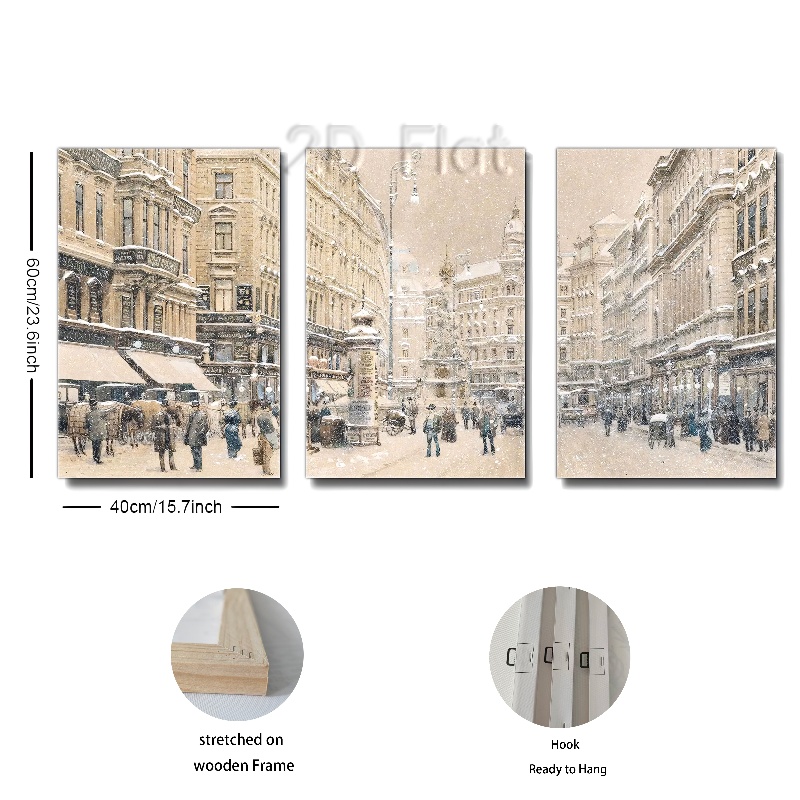 2D Flat
60cm/23.6inch
40cm/15.7inch
stretched on
wooden Frame
Hook
Ready to Hang